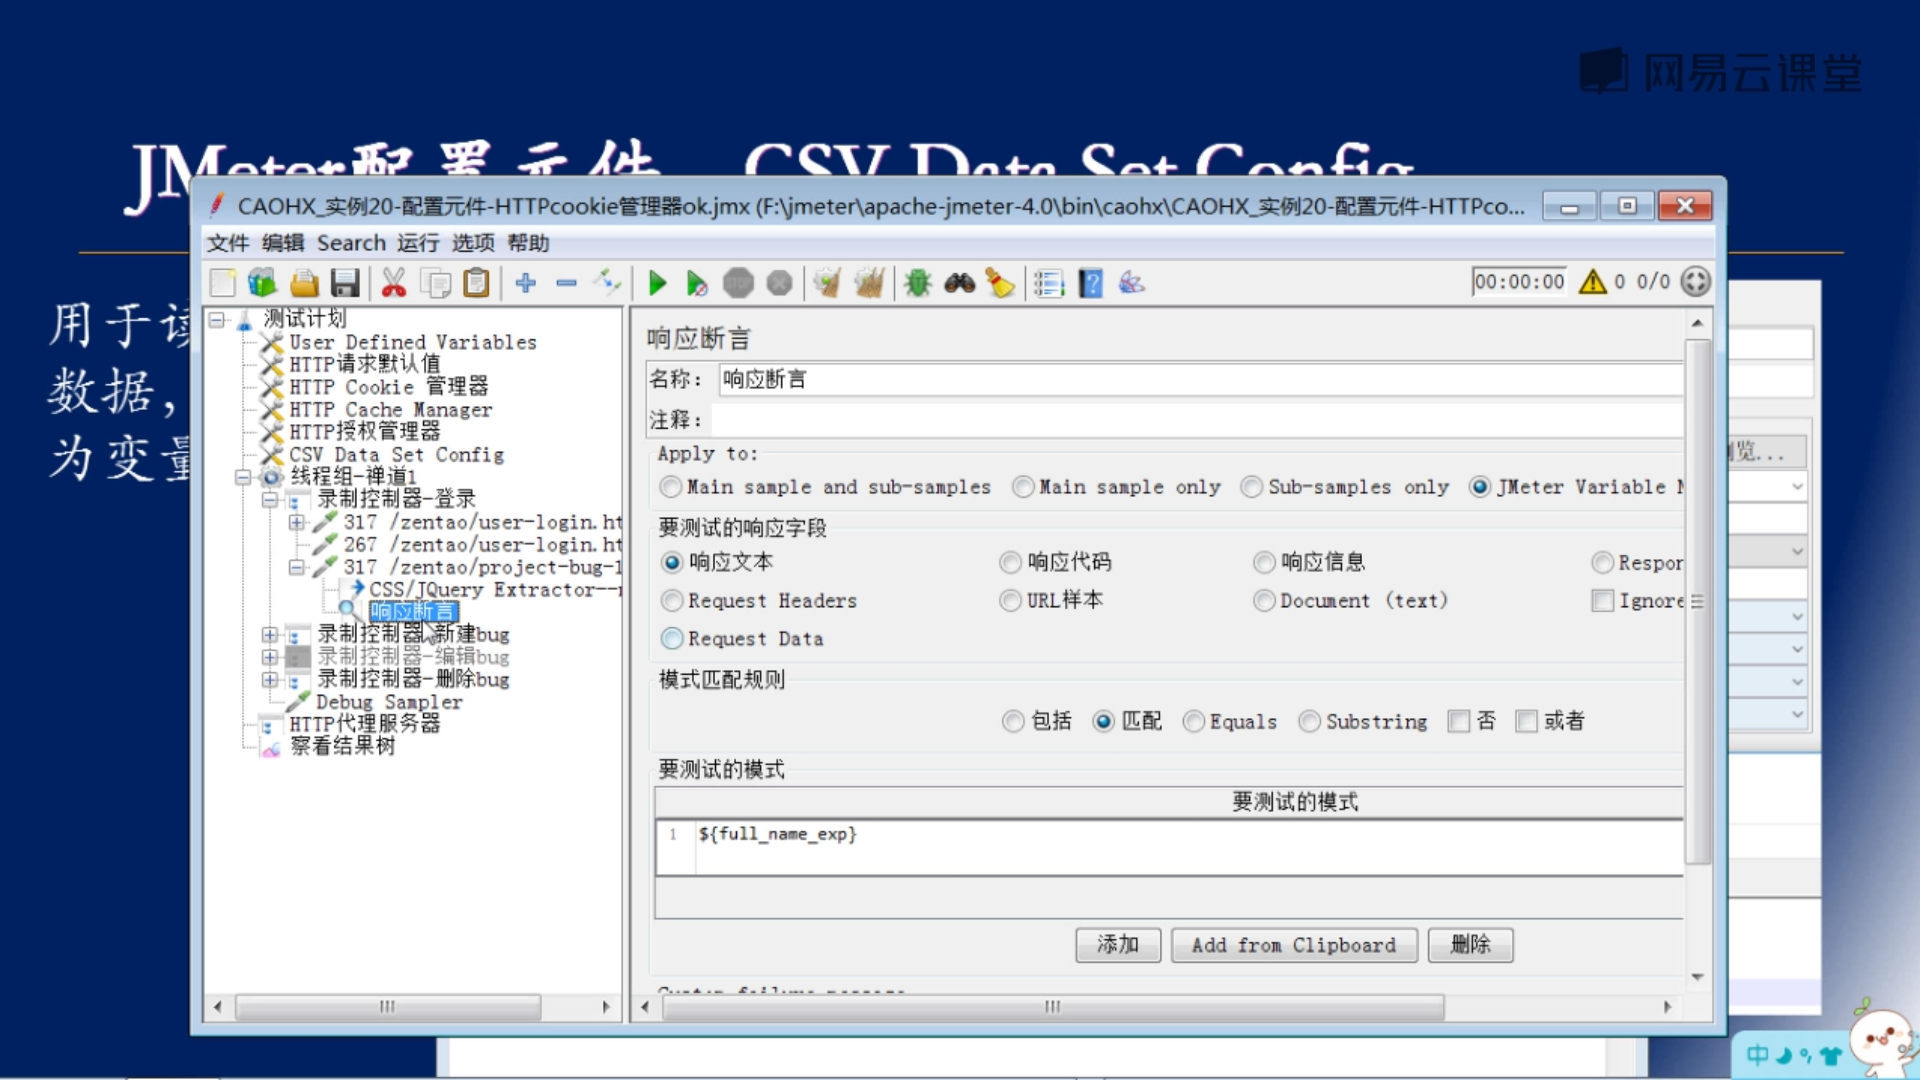 网易云课堂
JMeter配置元件 CSV Data Set Config
CAOHX_实例20-配置元件-HTTPcookie管理器ok.jmx (F:\jmeter\apache-jmeter-4.0\bin\caohx\CAOHX_实例20-配置元件-HTTPco...
文件 编辑 Search 运行 选项 帮助
00:00:00 0 0/0
用于读
数据，
为变量
测试计划
User Defined Variables
HTTP请求默认值
HTTP Cookie 管理器
HTTP Cache Manager
HTTP授权管理器
CSV Data Set Config
线程组-禅道1
录制控制器-登录
317 /zentao/user-login.ht
267 /zentao/user-login.ht
317 /zentao/project-bug-1
CSS/JQuery Extractor--
响应断言
录制控制器-新建bug
录制控制器-编辑bug
录制控制器-删除bug
Debug Sampler
HTTP代理服务器
察看结果树
响应断言
名称： 响应断言
注释：
Apply to:
Main sample and sub-samples Main sample only Sub-samples only JMeter Variable
要测试的响应字段
响应文本 响应代码 响应信息 Respor
Request Headers URL样本 Document (text) Ignore
Request Data
模式匹配规则
包括 匹配 Equals Substring 否 或者
要测试的模式
要测试的模式
1 ${full_name_exp}
添加 Add from Clipboard 删除
览...
中